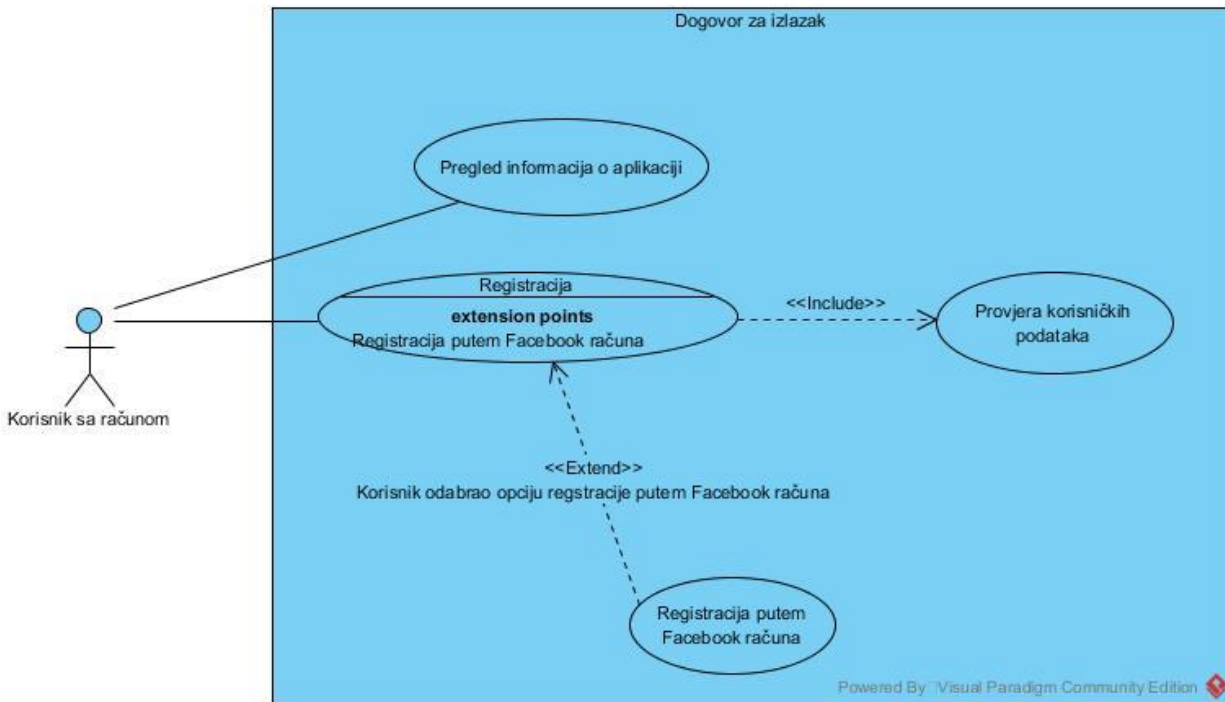 Dogovor za izlazak
Pregled informacija o aplikaciji
Registracija
extension points
Registracija putem Facebook računa
<<Include>>
Provjera korisničkih
podataka
Korisnik sa računom
<<Extend>>
Korisnik odabrao opciju regstracije putem Facebook računa
Registracija putem
Facebook računa
Powered By Visual Paradigm Community Edition